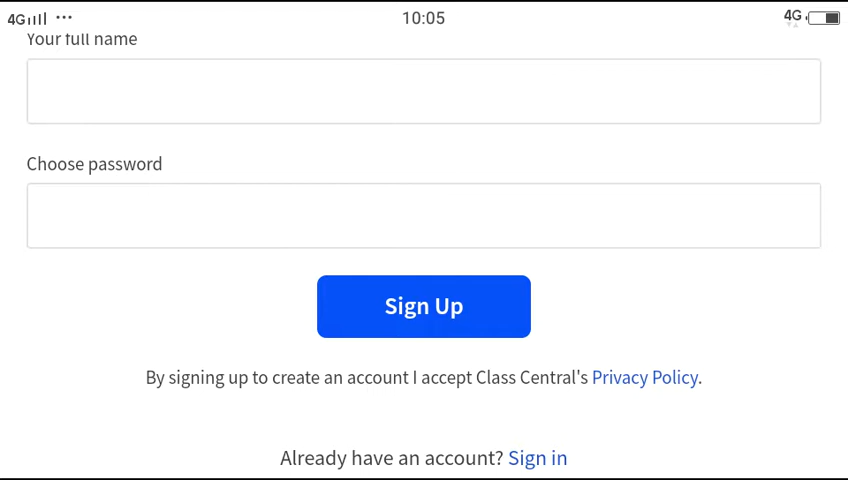 4G 10:05 4G
Your full name
Choose password
Sign Up
By signing up to create an account I accept Class Central's Privacy Policy.
Already have an account? Sign in